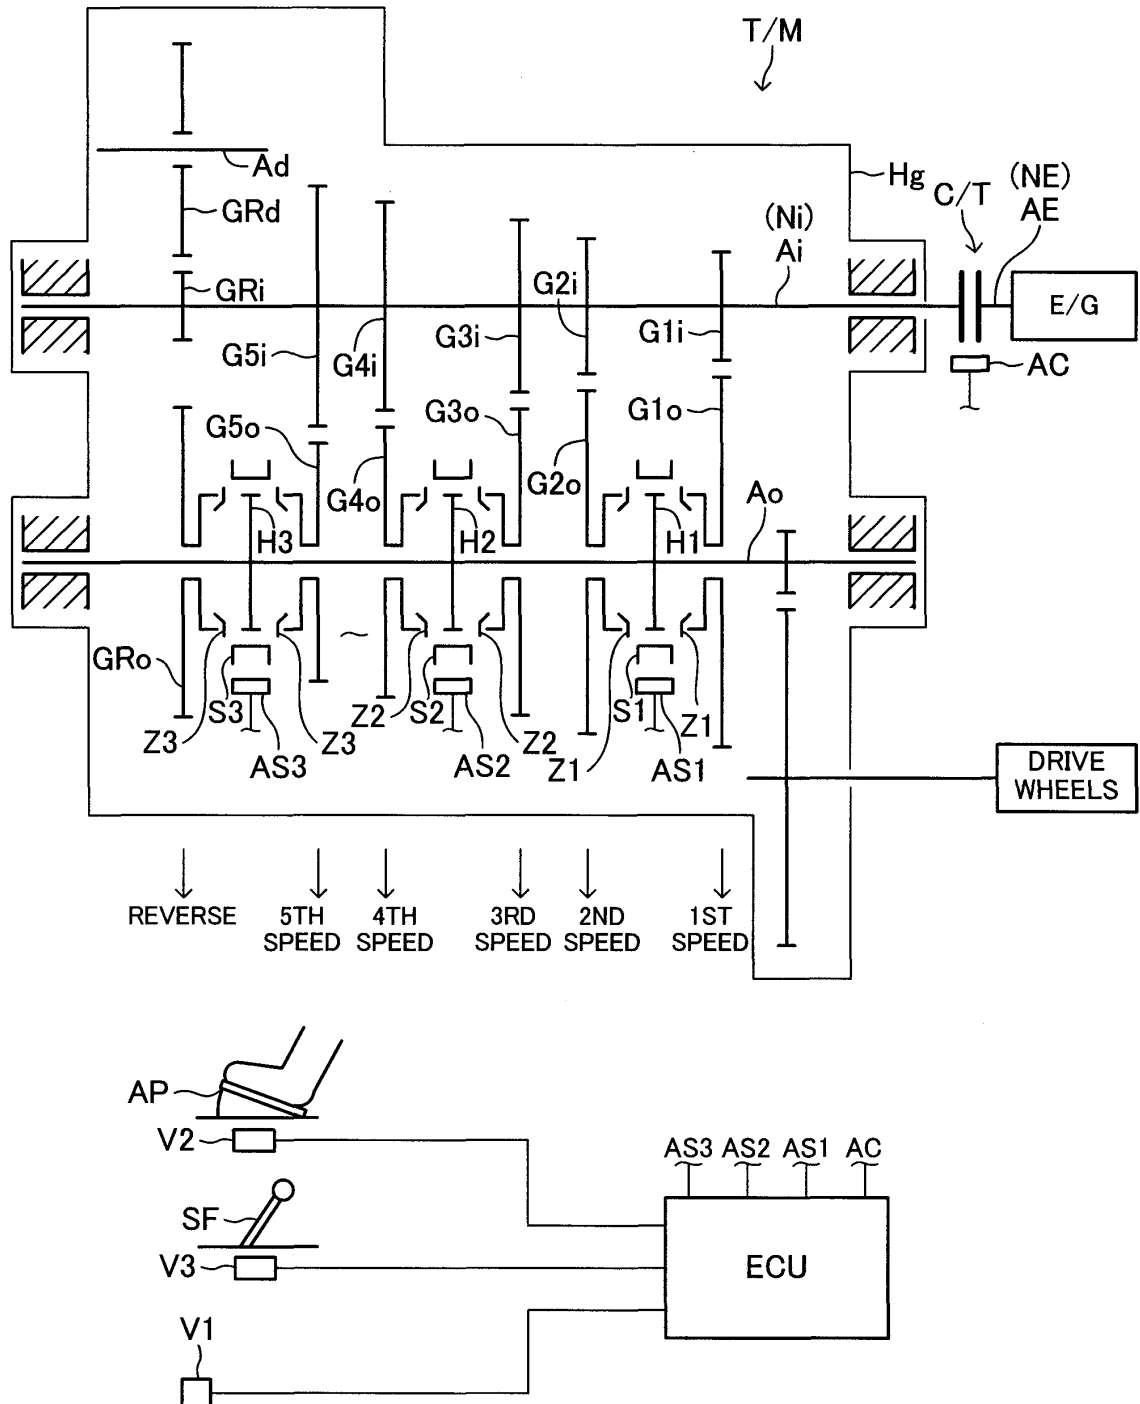 T/M
Ad
Hg
(NE)
C/T
AE
GRd
(Ni)
Ai
GRi
G2i
E/G
G5i
G4i
G3i
G1i
AC
G5o
G3o
G1o
G4o
G2o
Ao
H3
H2
H1
GRo
S3
Z2
S2
S1
Z1
Z3
Z3
Z2
AS3
AS2
Z1
AS1
DRIVE
WHEELS
REVERSE
5TH
SPEED
4TH
SPEED
3RD
SPEED
2ND
SPEED
1ST
SPEED
AP
V2
AS3
AS2
AS1
AC
SF
V3
ECU
V1